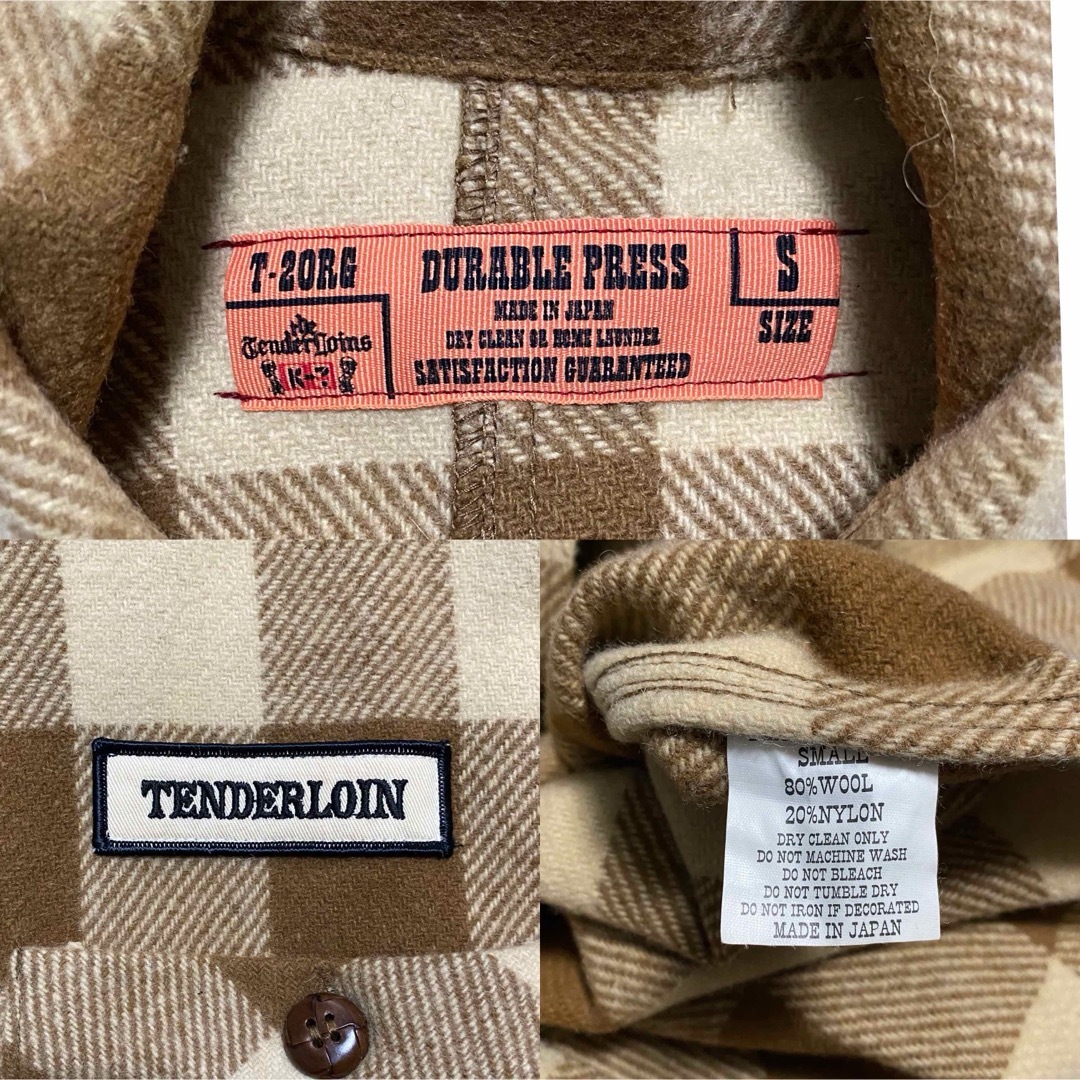 T-20RG
the
TenderLoins
K-7
DURABLE PRESS
MADE IN JAPAN
DRY CLEAN OR HOME LAUNDER
SATISFACTION GUARANTEED
S
SIZE
TENDERLOIN
SMALL
80%WOOL
20%NYLON
DRY CLEAN ONLY
DO NOT MACHINE WASH
DO NOT BLEACH
DO NOT TUMBLE DRY
DO NOT IRON IF DECORATED
MADE IN JAPAN